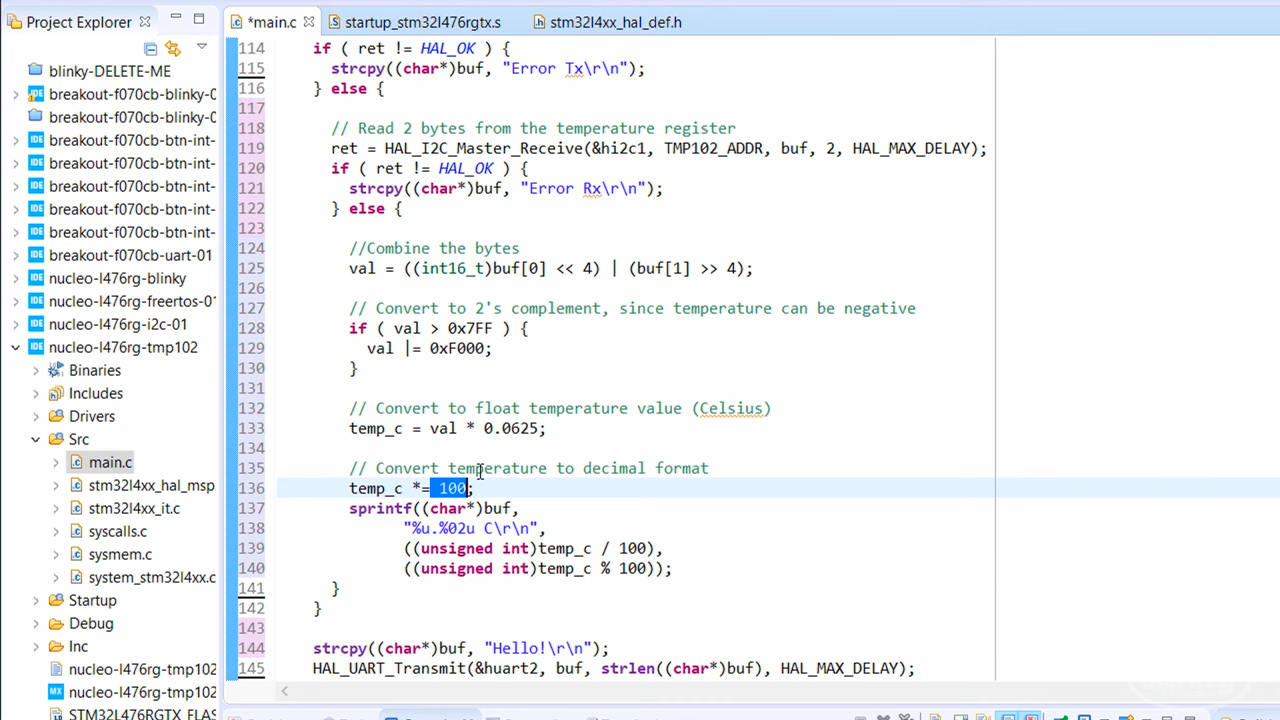 Project Explorer
*main.c
startup_stm32l476rgtx.s
stm32l4xx_hal_def.h
blinky-DELETE-ME
breakout-f070cb-blinky-0
breakout-f070cb-blinky-0
breakout-f070cb-btn-int-
breakout-f070cb-btn-int-
breakout-f070cb-btn-int-
breakout-f070cb-btn-int-
breakout-f070cb-btn-int-
breakout-f070cb-uart-01
nucleo-l476rg-blinky
nucleo-l476rg-freertos-01
nucleo-l476rg-i2c-01
nucleo-l476rg-tmp102
Binaries
Includes
Drivers
Src
main.c
stm32l4xx_hal_msp
stm32l4xx_it.c
syscalls.c
sysmem.c
system_stm32l4xx.c
Startup
Debug
Inc
nucleo-l476rg-tmp102
nucleo-l476rg-tmp102
STM32L476RGTX_FLAS
114 if ( ret != HAL_OK ) {
115 strcpy((char*)buf, "Error Tx\r\n");
116 } else {
117
118 // Read 2 bytes from the temperature register
119 ret = HAL_I2C_Master_Receive(&hi2c1, TMP102_ADDR, buf, 2, HAL_MAX_DELAY);
120 if ( ret != HAL_OK ) {
121 strcpy((char*)buf, "Error Rx\r\n");
122 } else {
123
124 //Combine the bytes
125 val = ((int16_t)buf[0] << 4) | (buf[1] >> 4);
126
127 // Convert to 2's complement, since temperature can be negative
128 if ( val > 0x7FF ) {
129 val |= 0xF000;
130 }
131
132 // Convert to float temperature value (Celsius)
133 temp_c = val * 0.0625;
134
135 // Convert temperature to decimal format
136 temp_c *= 100;
137 sprintf((char*)buf,
138 "%u.%02u C\r\n",
139 ((unsigned int)temp_c / 100),
140 ((unsigned int)temp_c % 100));
141 }
142 }
143
144 strcpy((char*)buf, "Hello!\r\n");
145 HAL_UART_Transmit(&huart2, buf, strlen((char*)buf), HAL_MAX_DELAY);